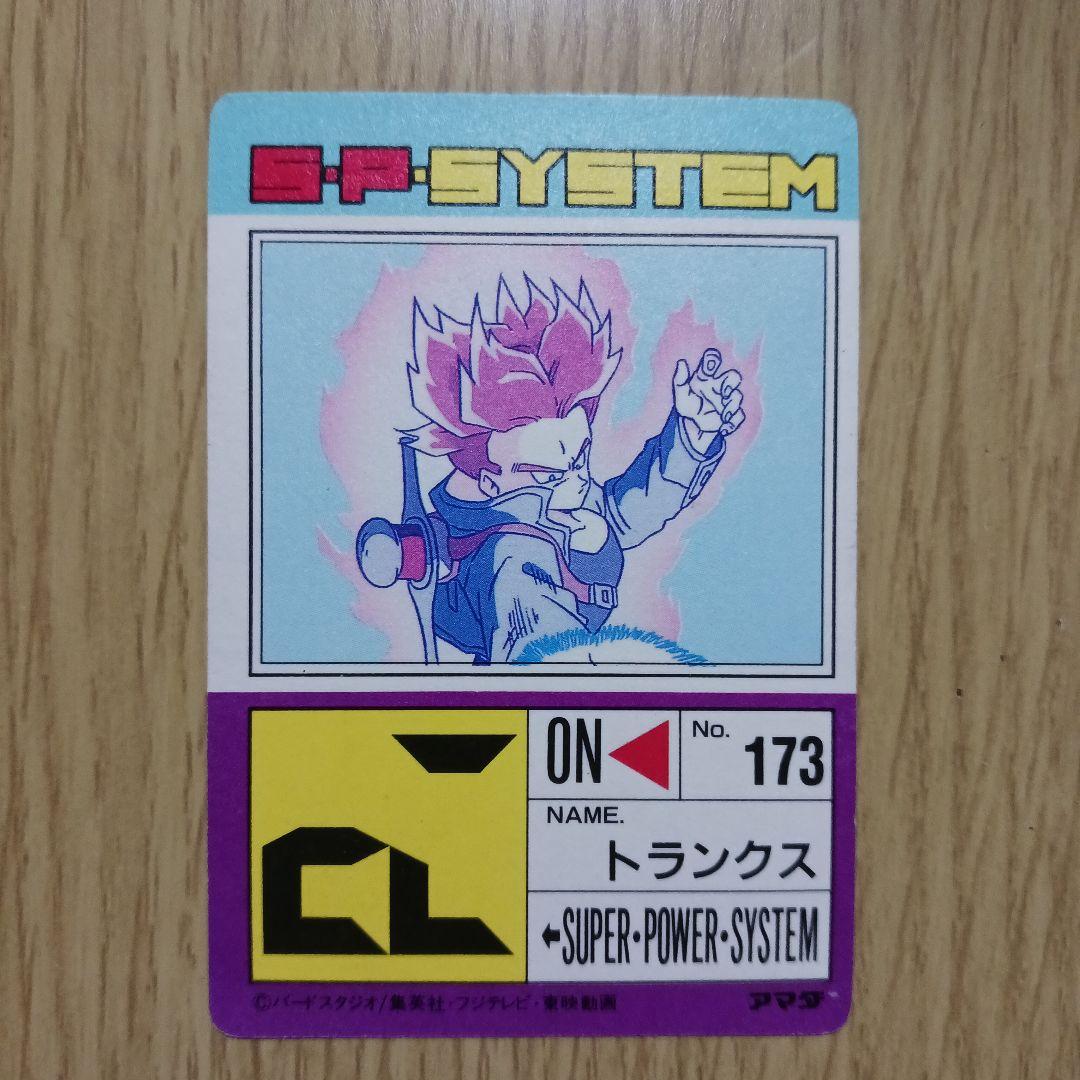 S·P·SYSTEM
ON
No. 173
NAME.
トランクス
←SUPER·POWER·SYSTEM
©バードスタジオ/集英社・フジテレビ・東映動画
アマダ